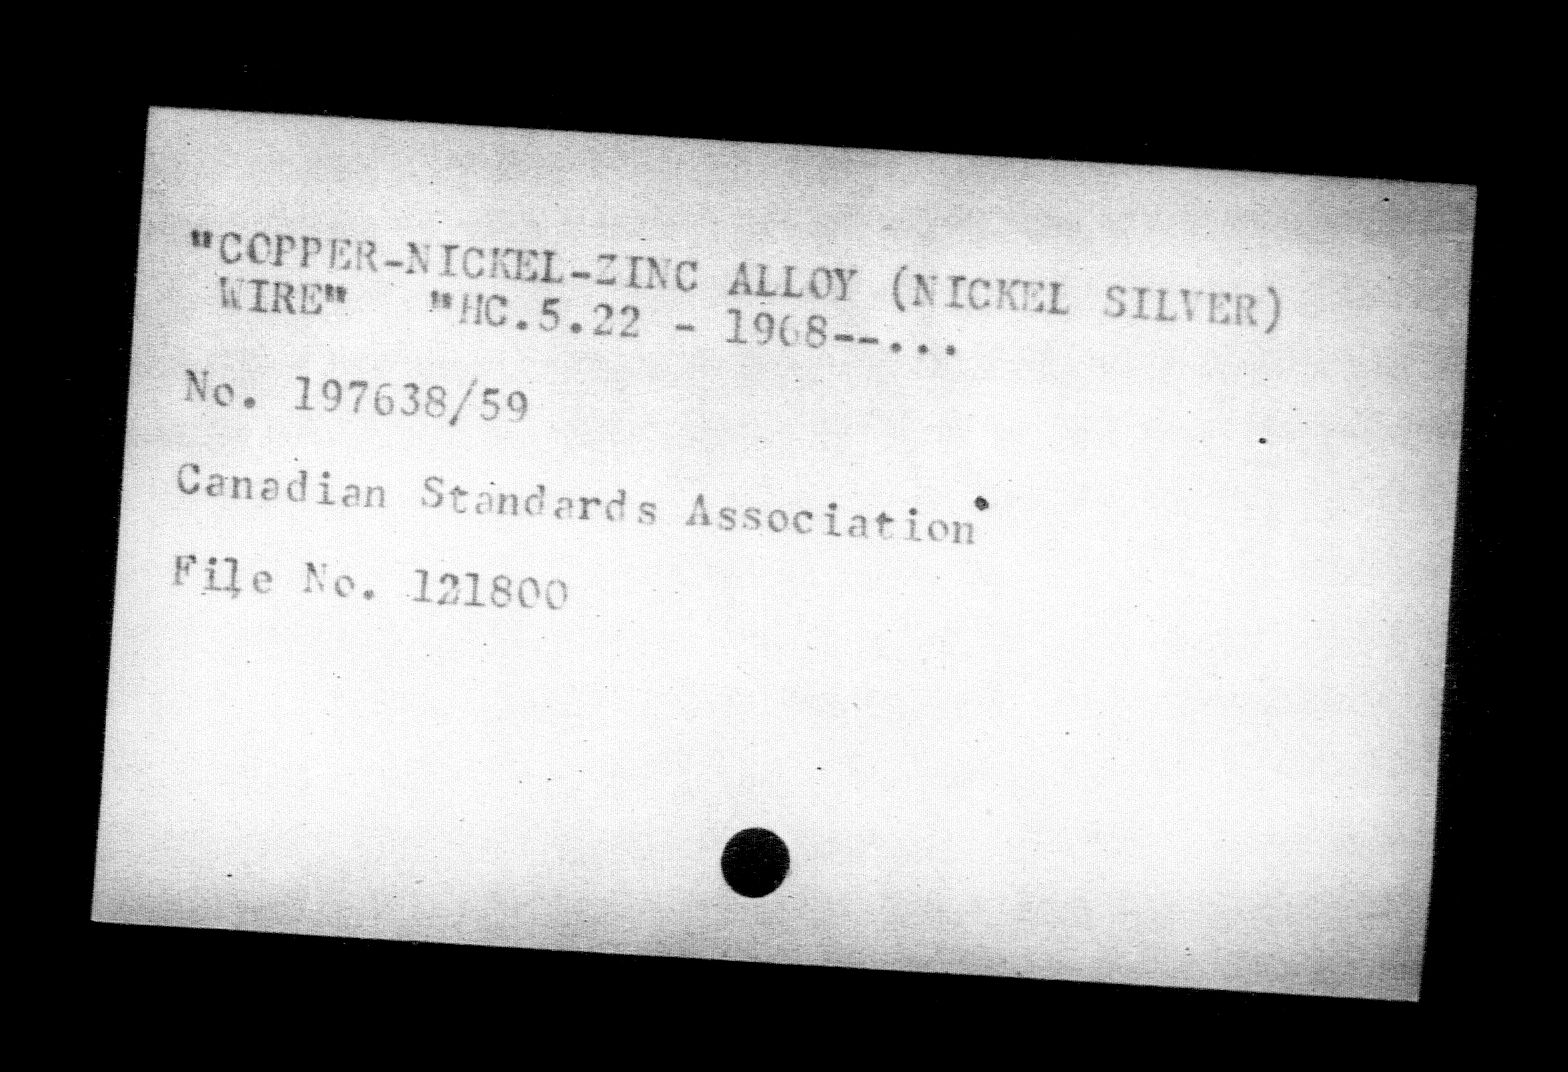 "COPPER-NICKEL-ZINC ALLOY (NICKEL SILVER)
WIRE" "HC.5.22 - 1968--...
No. 197638/59
Canadian Standards Association
File No. 121800